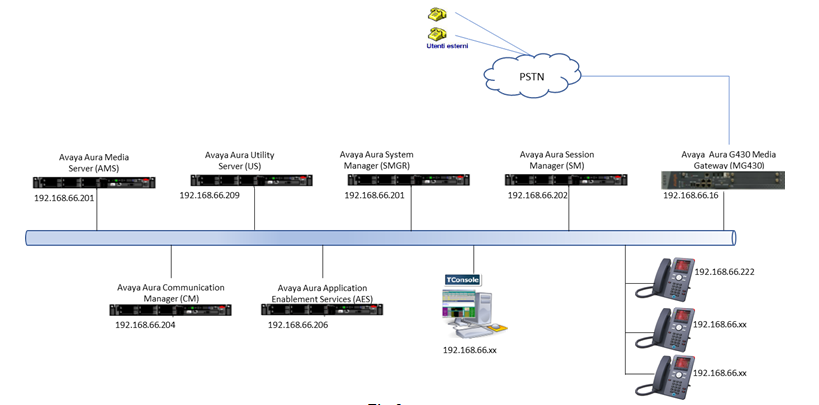 Utenti esterni
PSTN
Avaya Aura Media
Server (AMS)
192.168.66.201
Avaya Aura Utility
Server (US)
192.168.66.209
Avaya Aura System
Manager (SMGR)
192.168.66.201
Avaya Aura Session
Manager (SM)
192.168.66.202
Avaya Aura G430 Media
Gateway (MG430)
192.168.66.16
Avaya Aura Communication
Manager (CM)
192.168.66.204
Avaya Aura Application
Enablement Services (AES)
192.168.66.206
TConsole
192.168.66.xx
192.168.66.222
192.168.66.xx
192.168.66.xx